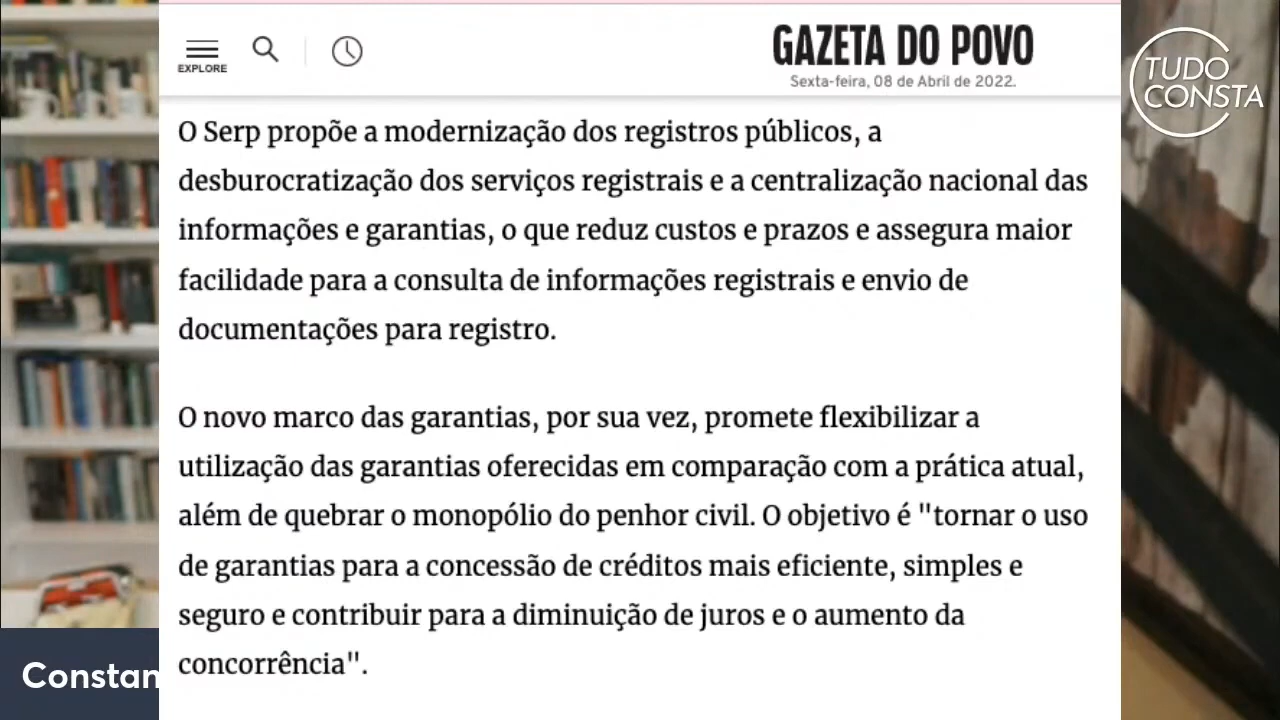 EXPLORE
GAZETA DO POVO
Sexta-feira, 08 de Abril de 2022.
TUDO
CONSTA
O Serp propõe a modernização dos registros públicos, a
desburocratização dos serviços registrais e a centralização nacional das
informações e garantias, o que reduz custos e prazos e assegura maior
facilidade para a consulta de informações registrais e envio de
documentações para registro.
O novo marco das garantias, por sua vez, promete flexibilizar a
utilização das garantias oferecidas em comparação com a prática atual,
além de quebrar o monopólio do penhor civil. O objetivo é "tornar o uso
de garantias para a concessão de créditos mais eficiente, simples e
seguro e contribuir para a diminuição de juros e o aumento da
concorrência".
Constan